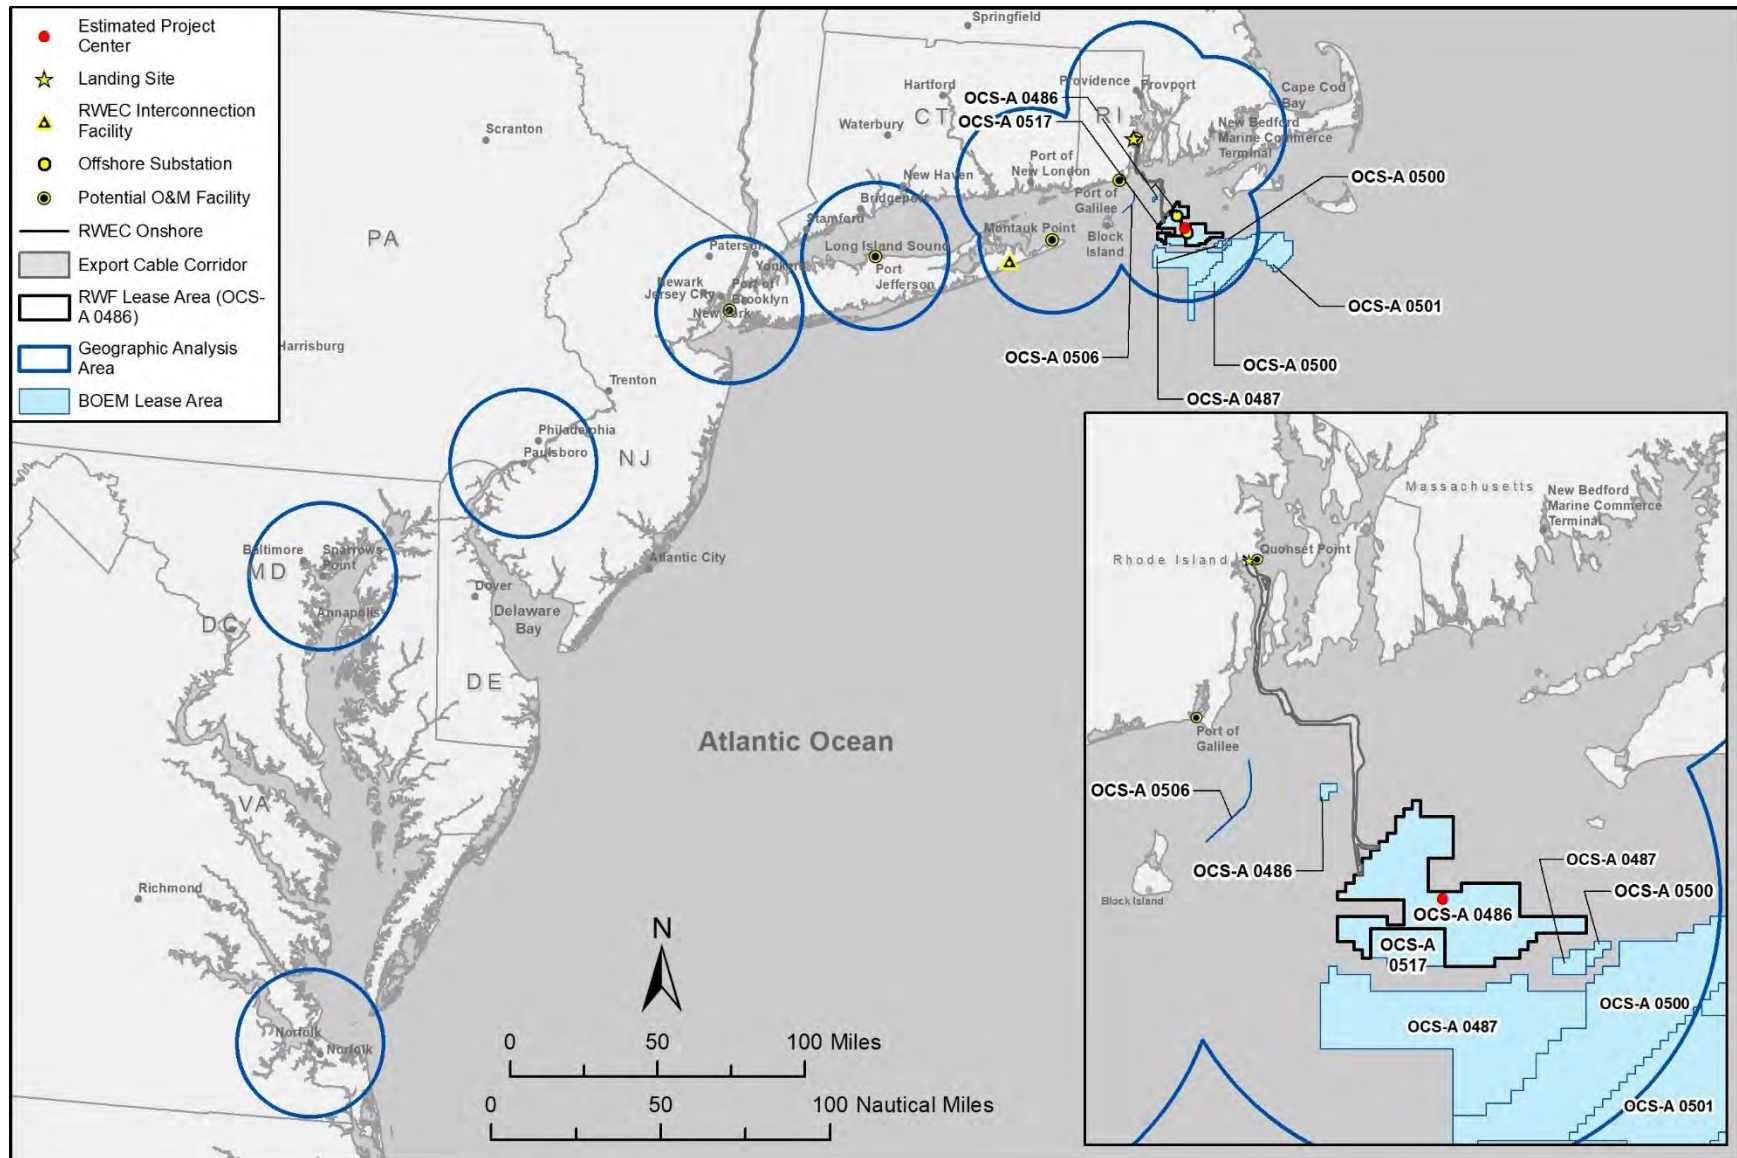 Estimated Project
Center
Landing Site
RWEC Interconnection
Facility
Offshore Substation
Potential O&M Facility
RWEC Onshore
Export Cable Corridor
RWF Lease Area (OCS-
A 0486)
Geographic Analysis
Area
BOEM Lease Area
Springfield
Scranton
Hartford
Waterbury
CT
RI
Providence
Provport
Cape Cod
Bay
New Bedford
Marine Commerce
Terminal
OCS-A 0486
OCS-A 0517
Port of
New London
New Haven
Bridgeport
Stamford
Port of
Galilee
OCS-A 0500
Block
Island
Montauk Point
Long Island Sound
Port
Jefferson
PA
Paterson
Yonkers
Newark
Jersey City
Port of
Brooklyn
New York
OCS-A 0501
OCS-A 0506
OCS-A 0500
OCS-A 0487
Harrisburg
Trenton
Philadelphia
Paulsboro
NJ
Baltimore
MD
Sparrows
Point
Annapolis
Atlantic City
Dover
Delaware
Bay
DC
DE
Atlantic Ocean
VA
Richmond
Norfolk
Norfolk
N
0 50 100 Miles
0 50 100 Nautical Miles
Massachusetts
New Bedford
Marine Commerce
Terminal
Rhode Island
Quonset Point
Port of
Galilee
OCS-A 0506
OCS-A 0486
Block Island
OCS-A 0487
OCS-A 0500
OCS-A 0486
OCS-A
0517
OCS-A 0500
OCS-A 0487
OCS-A 0501